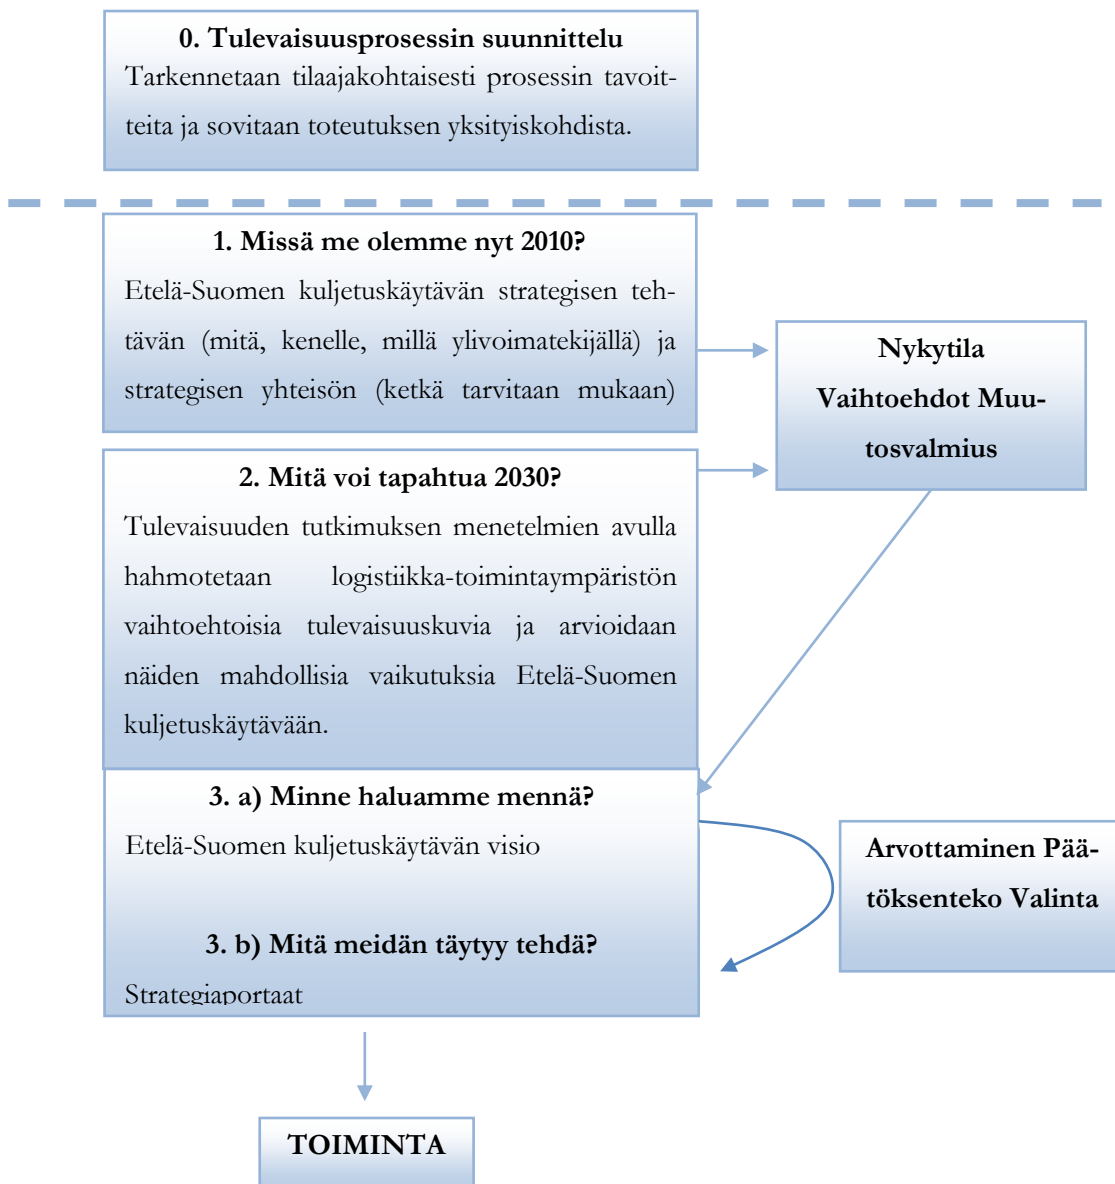 0. Tulevaisuusprosessin suunnittelu
Tarkennetaan tilaajakohtaisesti prosessin tavoit-
teita ja sovitaan toteutuksen yksityiskohdista.
1. Missä me olemme nyt 2010?
Etelä-Suomen kuljetuskäytävän strategisen teh-
tävän (mitä, kenelle, millä ylivoimatekijällä) ja
strategisen yhteisön (ketkä tarvitaan mukaan)
Nykytila
Vaihtoehdot Muu-
tosvalmius
2. Mitä voi tapahtua 2030?
Tulevaisuuden tutkimuksen menetelmien avulla
hahmotetaan logistiikka-toimintaympäristön
vaihtoehtoisia tulevaisuuskuvia ja arvioidaan
näiden mahdollisia vaikutuksia Etelä-Suomen
kuljetuskäytävään.
3. a) Minne haluamme mennä?
Etelä-Suomen kuljetuskäytävän visio
Arvottaminen Pää-
töksenteko Valinta
3. b) Mitä meidän täytyy tehdä?
Strategiaportaat
TOIMINTA